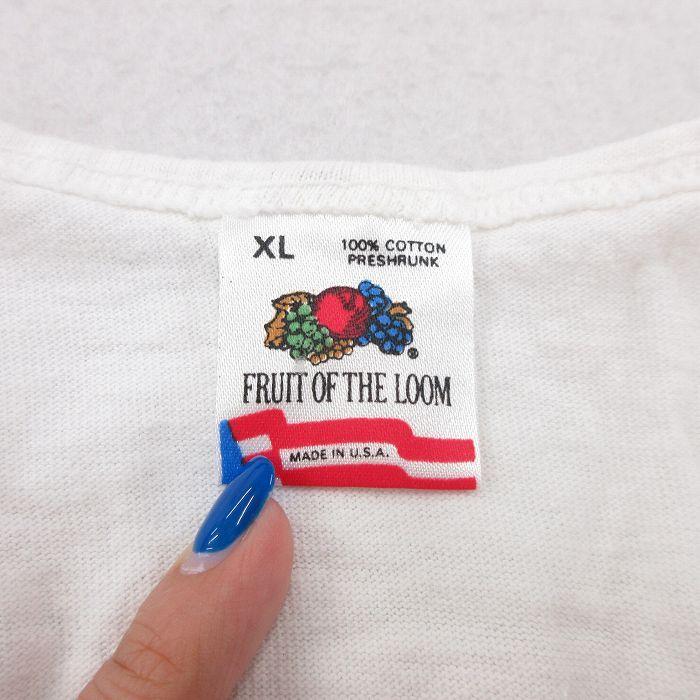 XL
100% COTTON
PRESHRUNK
®
FRUIT OF THE LOOM
MADE IN U.S.A.